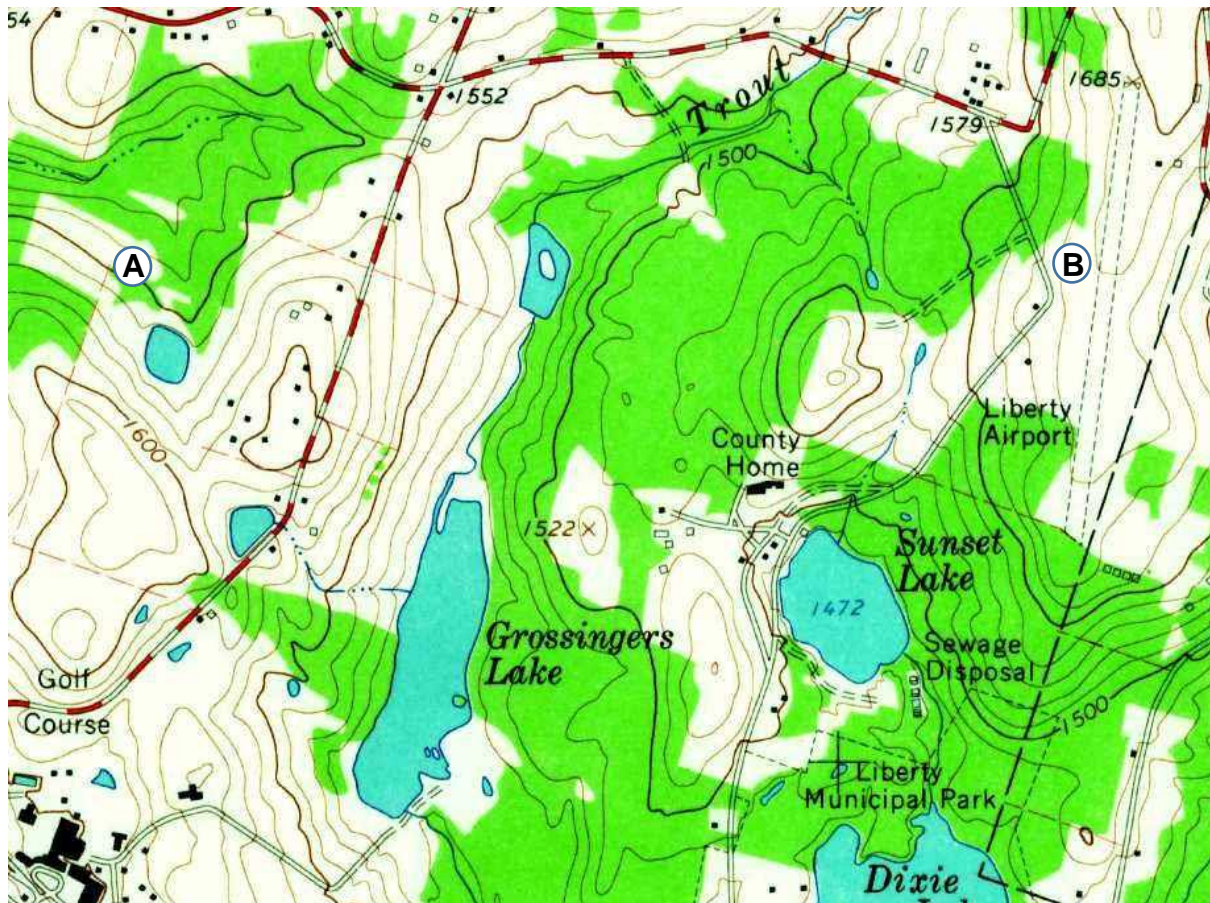 54
1552
Trout
1500
1579
1685
A
B
1600
Liberty
Airport
County
Home
1522
Sunset
Lake
1472
Grossingers
Lake
Sewage
Disposal
Golf
Course
1500
Liberty
Municipal Park
Dixie